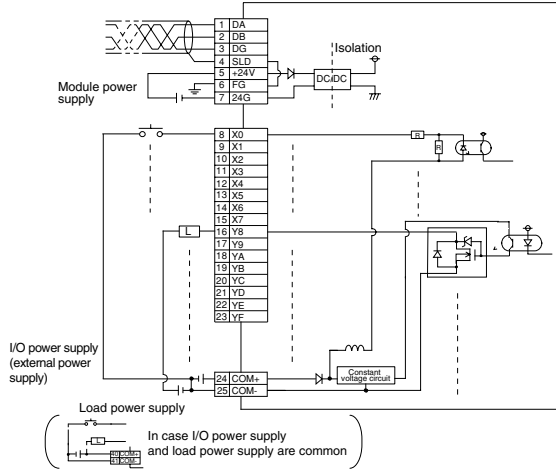 1 DA
2 DB
3 DG
4 SLD
5 +24V
6 FG
7 24G
Isolation
DC/DC
Module power
supply
8 X0
9 X1
10 X2
11 X3
12 X4
13 X5
14 X6
15 X7
16 Y8
17 Y9
18 YA
19 YB
20 YC
21 YD
22 YE
23 YF
R
R
L
I/O power supply
(external power
supply)
24 COM+
25 COM-
Constant
voltage circuit
Load power supply
L
40 COM+
41 COM-
In case I/O power supply
and load power supply are common